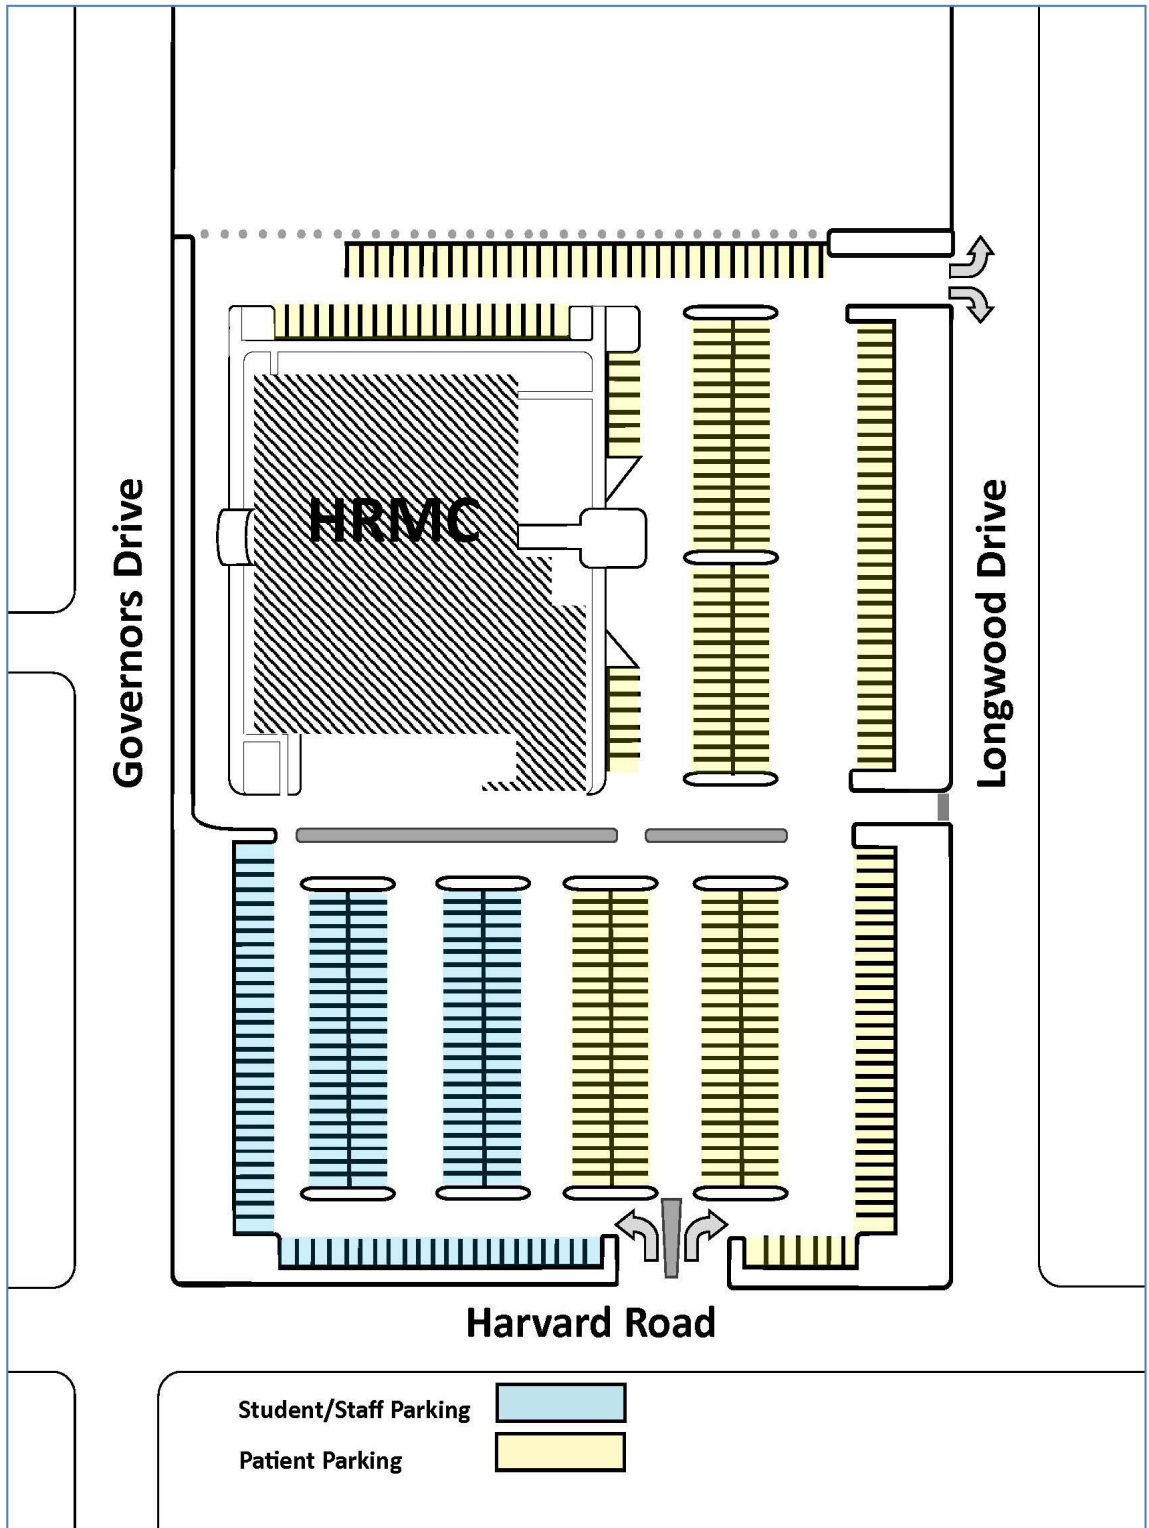 HRMC
Governors Drive
Longwood Drive
Harvard Road
Student/Staff Parking
Patient Parking